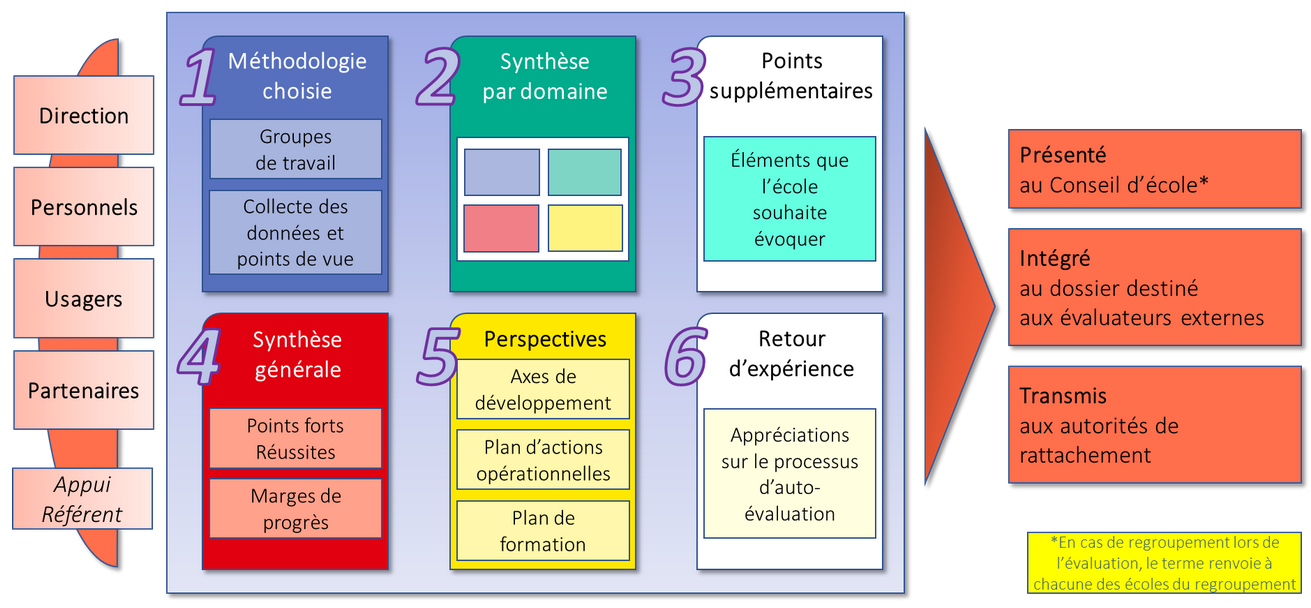 Direction
Personnels
Usagers
Partenaires
Appui
Référent
1
Méthodologie
choisie
Groupes
de travail
Collecte des
données et
points de vue
2
Synthèse
par domaine
3
Points
supplémentaires
Éléments que
l’école
souhaite
évoquer
4
Synthèse
générale
Points forts
Réussites
Marges de
progrès
5
Perspectives
Axes de
développement
Plan d’actions
opérationnelles
Plan de
formation
6
Retour
d’expérience
Appréciations
sur le processus
d’auto-
évaluation
Présenté
au Conseil d’école*
Intégré
au dossier destiné
aux évaluateurs externes
Transmis
aux autorités de
rattachement
*En cas de regroupement lors de
l’évaluation, le terme renvoie à
chacune des écoles du regroupement